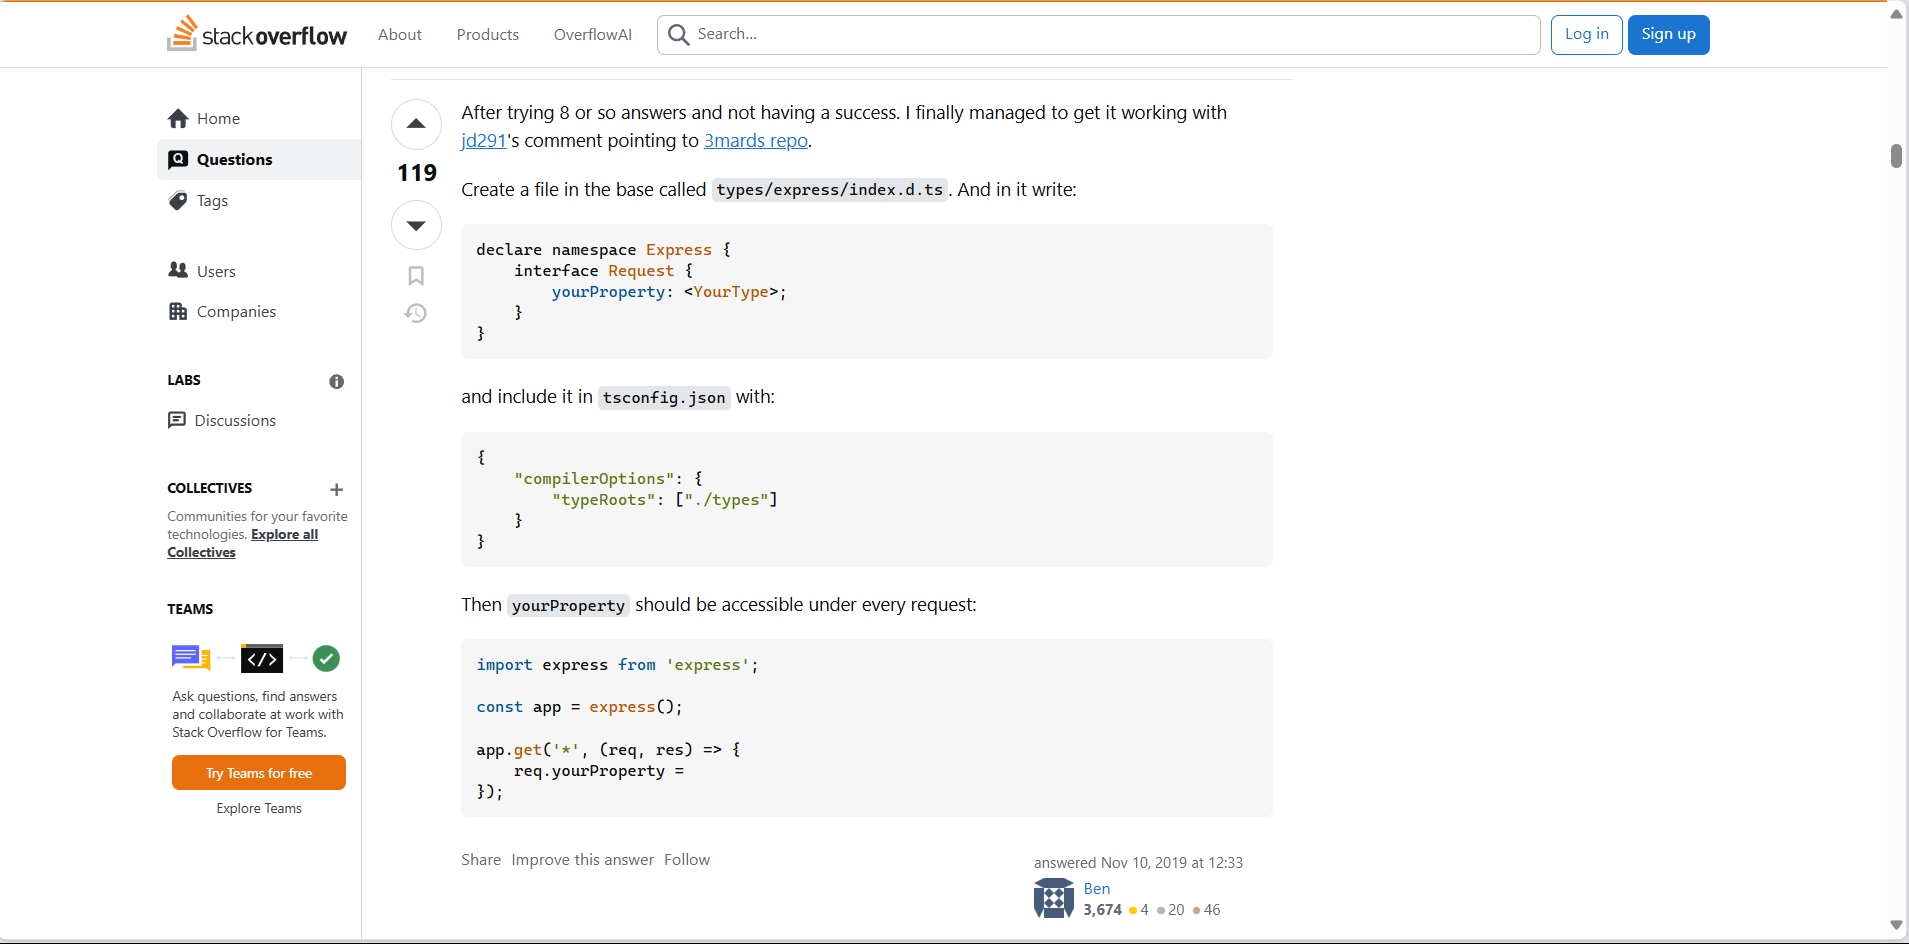 stackoverflow
About
Products
OverflowAI
Search...
Log in
Sign up
Home
Questions
Tags
Users
Companies
LABS
Discussions
COLLECTIVES
Communities for your favorite
technologies. Explore all
Collectives
TEAMS
</>
Ask questions, find answers
and collaborate at work with
Stack Overflow for Teams.
Try Teams for free
Explore Teams
119
After trying 8 or so answers and not having a success. I finally managed to get it working with
jd291's comment pointing to 3mards repo.
Create a file in the base called types/express/index.d.ts. And in it write:
declare namespace Express {
    interface Request {
        yourProperty: <YourType>;
    }
}
and include it in tsconfig.json with:
{
    "compilerOptions": {
        "typeRoots": ["./types"]
    }
}
Then yourProperty should be accessible under every request:
import express from 'express';
const app = express();
app.get('*', (req, res) => {
    req.yourProperty =
});
Share Improve this answer Follow
answered Nov 10, 2019 at 12:33
Ben
3,674 4 20 46